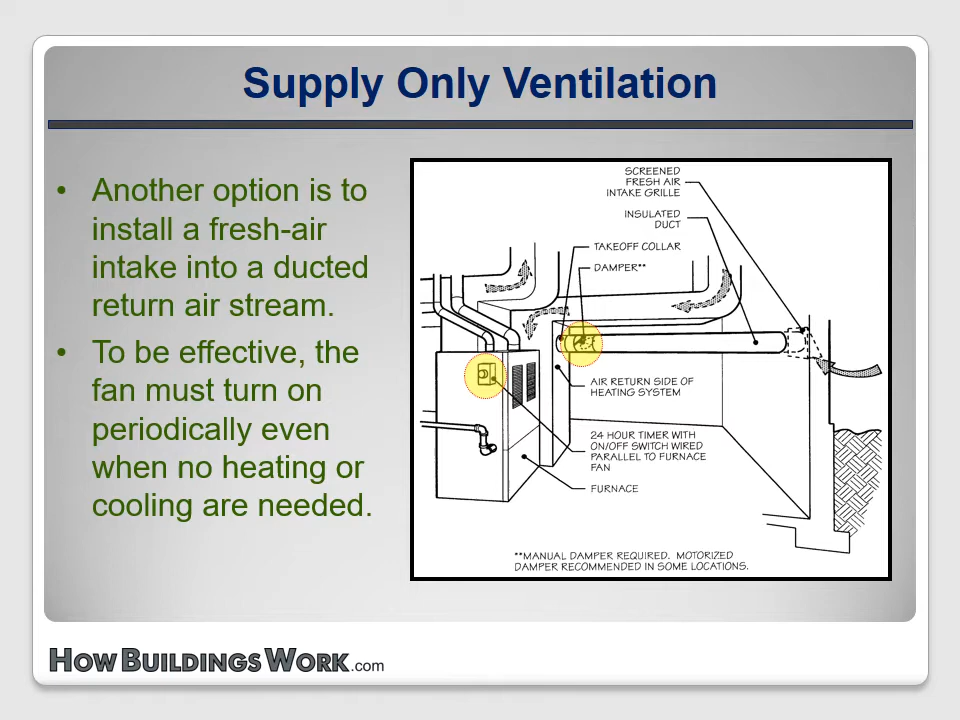 Supply Only Ventilation
• Another option is to
install a fresh-air
intake into a ducted
return air stream.
• To be effective, the
fan must turn on
periodically even
when no heating or
cooling are needed.
SCREENED
FRESH AIR
INTAKE GRILLE
INSULATED
DUCT
TAKEOFF COLLAR
DAMPER**
AIR RETURN SIDE OF
HEATING SYSTEM
24 HOUR TIMER WITH
ON/OFF SWITCH WIRED
PARALLEL TO FURNACE
FAN
FURNACE
**MANUAL DAMPER REQUIRED. MOTORIZED
DAMPER RECOMMENDED IN SOME LOCATIONS.
HOWBUILDINGSWORK.com